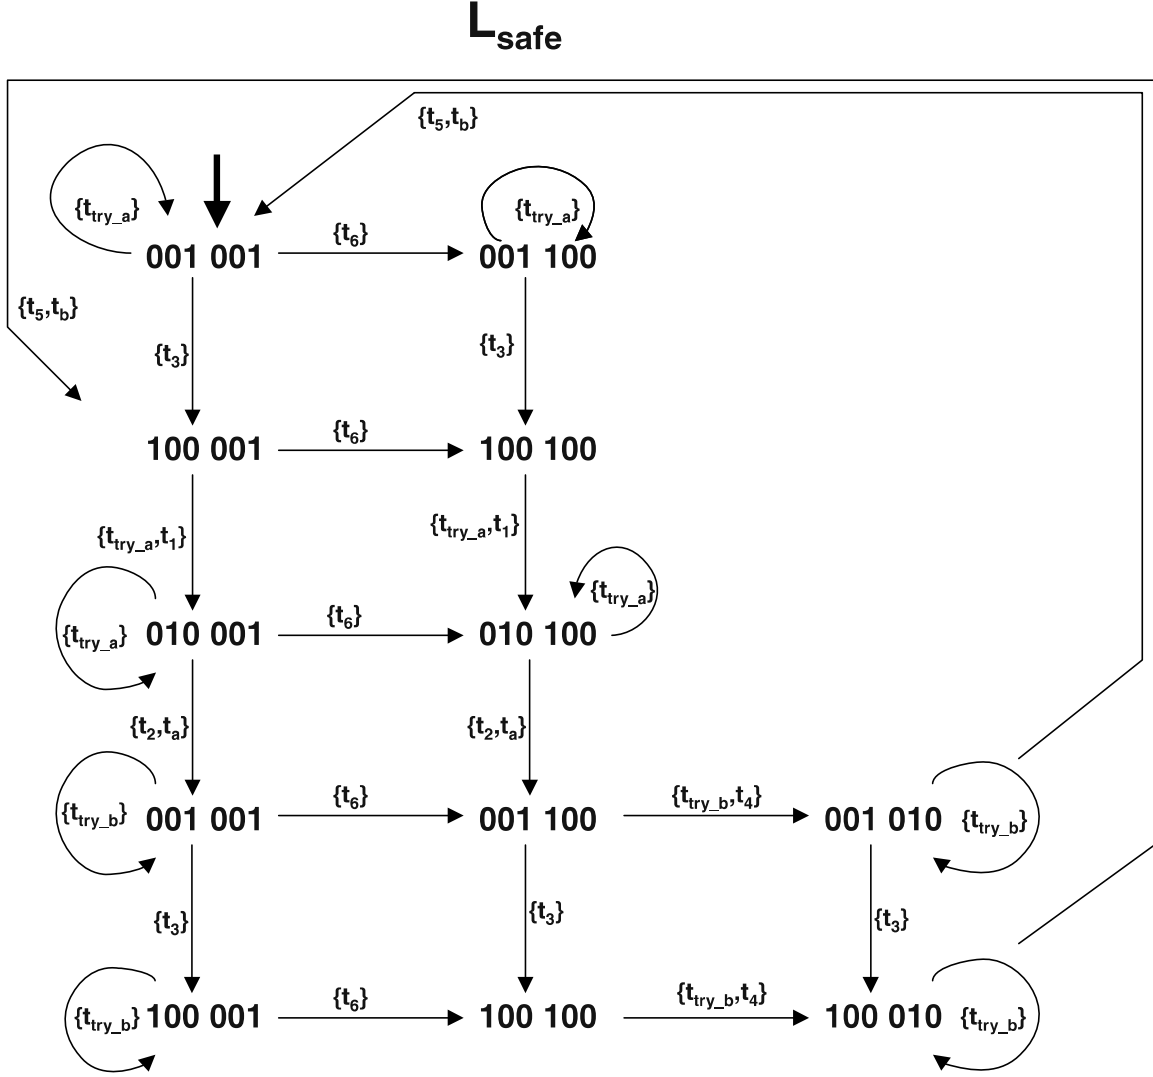 L_safe
{t_5,t_b}
{t_try_a} {t_try_a}
{t_6}
001 001 001 100
{t_5,t_b}
{t_3} {t_3}
{t_6}
100 001 100 100
{t_try_a,t_1} {t_try_a,t_1}
{t_try_a}
{t_6}
{t_try_a} 010 001 010 100
{t_2,t_a} {t_2,t_a}
{t_6} {t_try_b,t_4}
{t_try_b} 001 001 001 100 001 010 {t_try_b}
{t_3} {t_3} {t_3}
{t_6} {t_try_b,t_4}
{t_try_b} 100 001 100 100 100 010 {t_try_b}